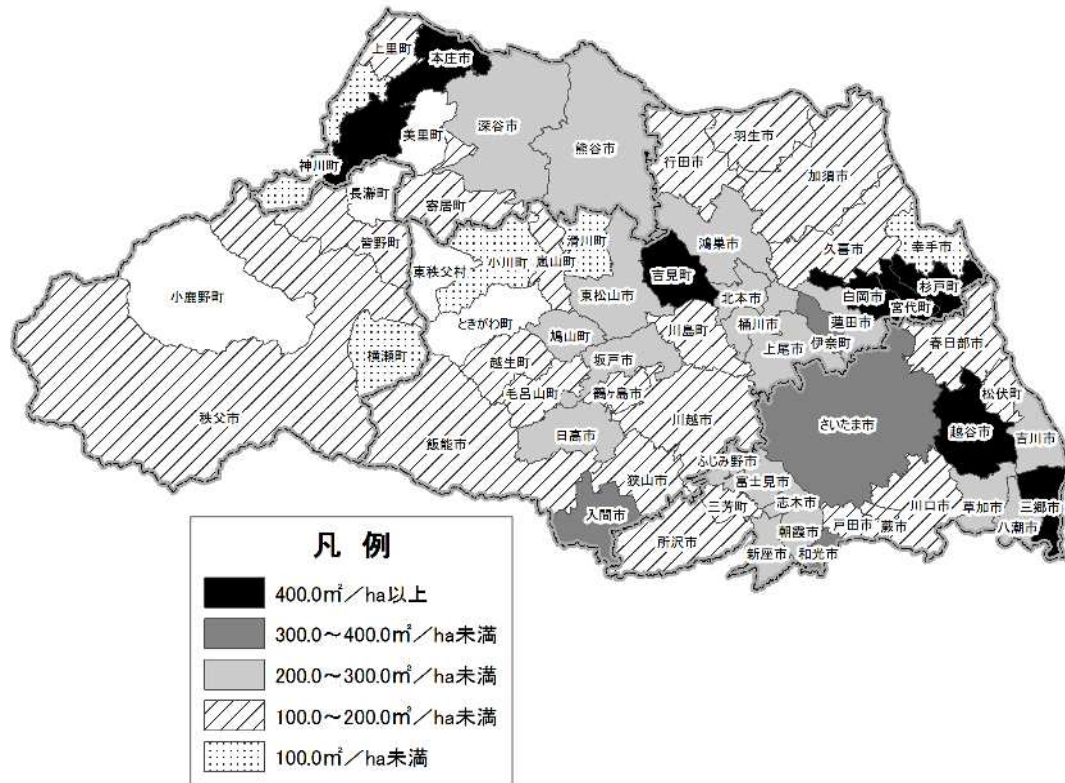 上里町
本庄市
美里町
深谷市
熊谷市
神川町
長瀞町
寄居町
皆野町
小鹿野町
秩父市
横瀬町
東秩父村
小川町
嵐山町
滑川町
東松山市
ときがわ町
鳩山町
越生町
毛呂山町
坂戸市
鶴ヶ島市
日高市
飯能市
吉見町
川島町
川越市
狭山市
入間市
所沢市
三芳町
ふじみ野市
富士見市
志木市
朝霞市
新座市
和光市
行田市
羽生市
加須市
鴻巣市
北本市
桶川市
上尾市
伊奈町
蓮田市
白岡市
久喜市
幸手市
杉戸町
宮代町
春日部市
松伏町
さいたま市
越谷市
吉川市
三郷市
八潮市
草加市
川口市
蕨市
戸田市
凡 例
400.0㎡/ha以上
300.0～400.0㎡/ha未満
200.0～300.0㎡/ha未満
100.0～200.0㎡/ha未満
100.0㎡/ha未満